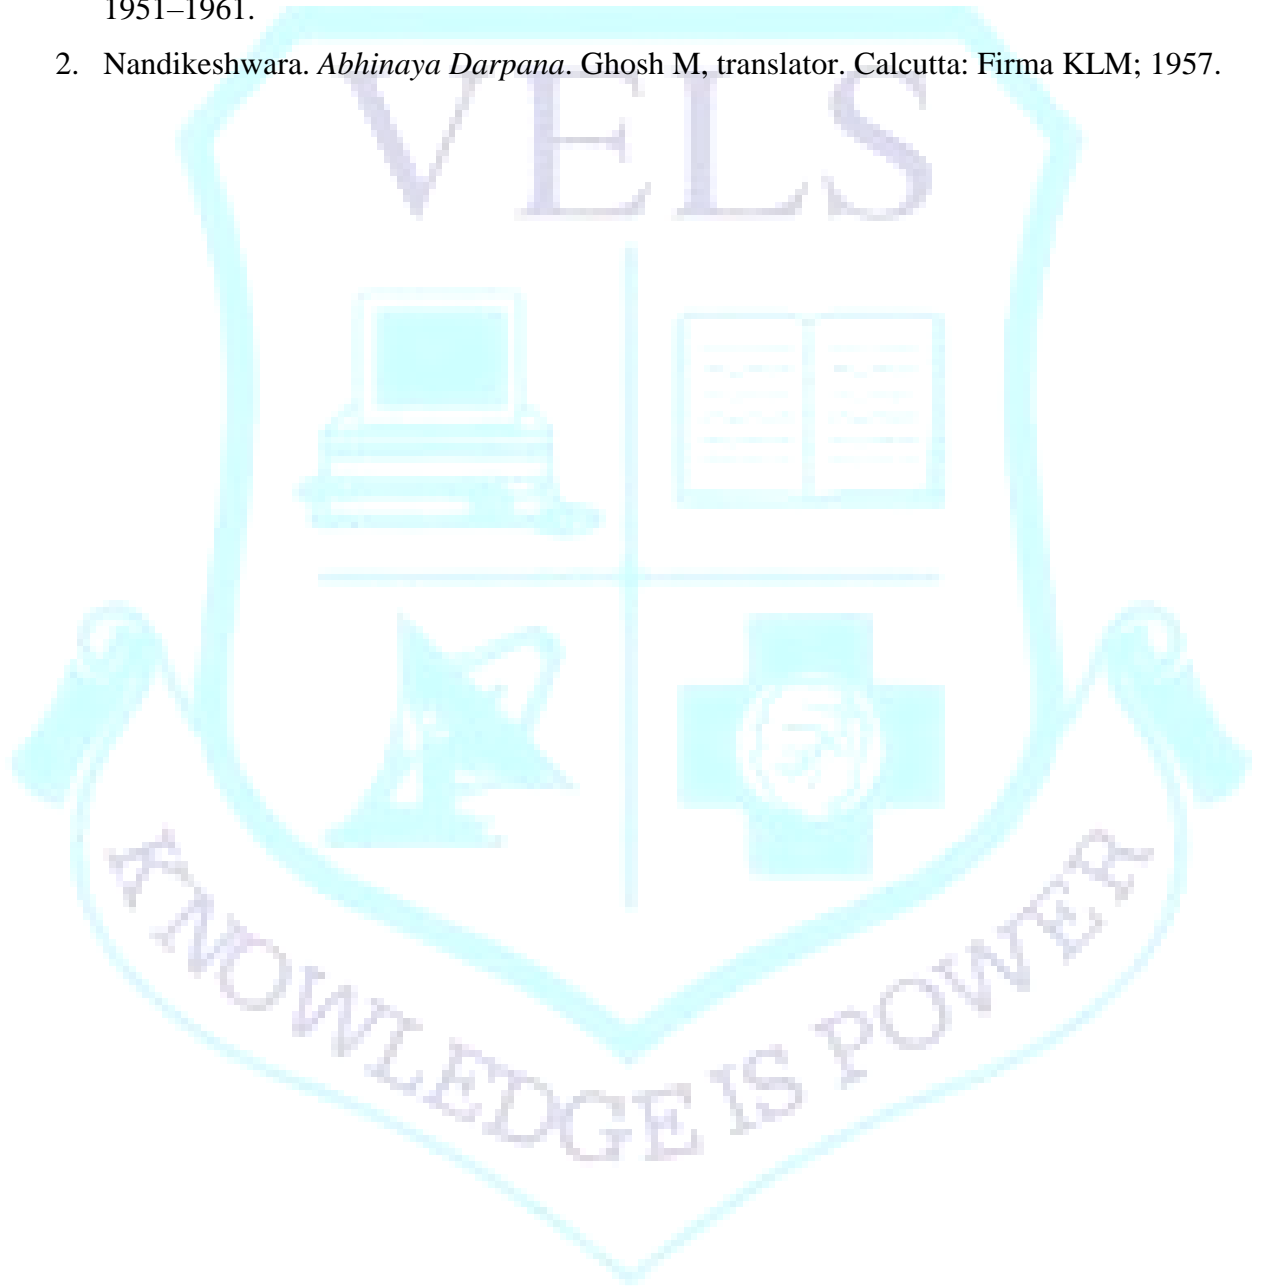 1951–1961.
2. Nandikeshwara. Abhinaya Darpana. Ghosh M, translator. Calcutta: Firma KLM; 1957.
VELS
KNOWLEDGE IS POWER